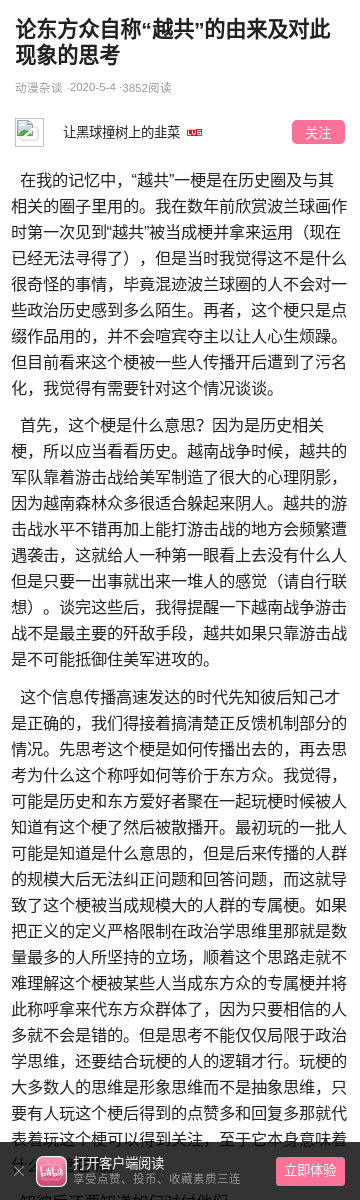 论东方众自称“越共”的由来及对此
现象的思考
动漫杂谈 ·2020-5-4 ·3852阅读
让黑球撞树上的韭菜 LV5
关注
在我的记忆中，“越共”一梗是在历史圈及与其
相关的圈子里用的。我在数年前欣赏波兰球画作
时第一次见到“越共”被当成梗并拿来运用（现在
已经无法寻得了），但是当时我觉得这不是什么
很奇怪的事情，毕竟混迹波兰球圈的人不会对一
些政治历史感到多么陌生。再者，这个梗只是点
缀作品用的，并不会喧宾夺主以让人心生烦躁。
但目前看来这个梗被一些人传播开后遭到了污名
化，我觉得有需要针对这个情况谈谈。
首先，这个梗是什么意思？因为是历史相关
梗，所以应当看看历史。越南战争时候，越共的
军队靠着游击战给美军制造了很大的心理阴影，
因为越南森林众多很适合躲起来阴人。越共的游
击战水平不错再加上能打游击战的地方会频繁遭
遇袭击，这就给人一种第一眼看上去没有什么人
但是只要一出事就出来一堆人的感觉（请自行联
想）。谈完这些后，我得提醒一下越南战争游击
战不是最主要的歼敌手段，越共如果只靠游击战
是不可能抵御住美军进攻的。
这个信息传播高速发达的时代先知彼后知己才
是正确的，我们得接着搞清楚正反馈机制部分的
情况。先思考这个梗是如何传播出去的，再去思
考为什么这个称呼如何等价于东方众。我觉得，
可能是历史和东方爱好者聚在一起玩梗时候被人
知道有这个梗了然后被散播开。最初玩的一批人
可能是知道是什么意思的，但是后来传播的人群
的规模大后无法纠正问题和回答问题，而这就导
致了这个梗被当成规模大的人群的专属梗。如果
把正义的定义严格限制在政治学思维里那就是数
量最多的人所坚持的立场，顺着这个思路走就不
难理解这个梗被某些人当成东方众的专属梗并将
此称呼拿来代东方众群体了，因为只要相信的人
多就不会是错的。但是思考不能仅仅局限于政治
学思维，还要结合玩梗的人的逻辑才行。玩梗的
大多数人的思维是形象思维而不是抽象思维，只
要有人玩这个梗后得到的点赞多和回复多那就代
表着玩这个梗可以得到关注，至于它本身意味着
打开客户端阅读
享受点赞、投币、收藏素质三连
立即体验